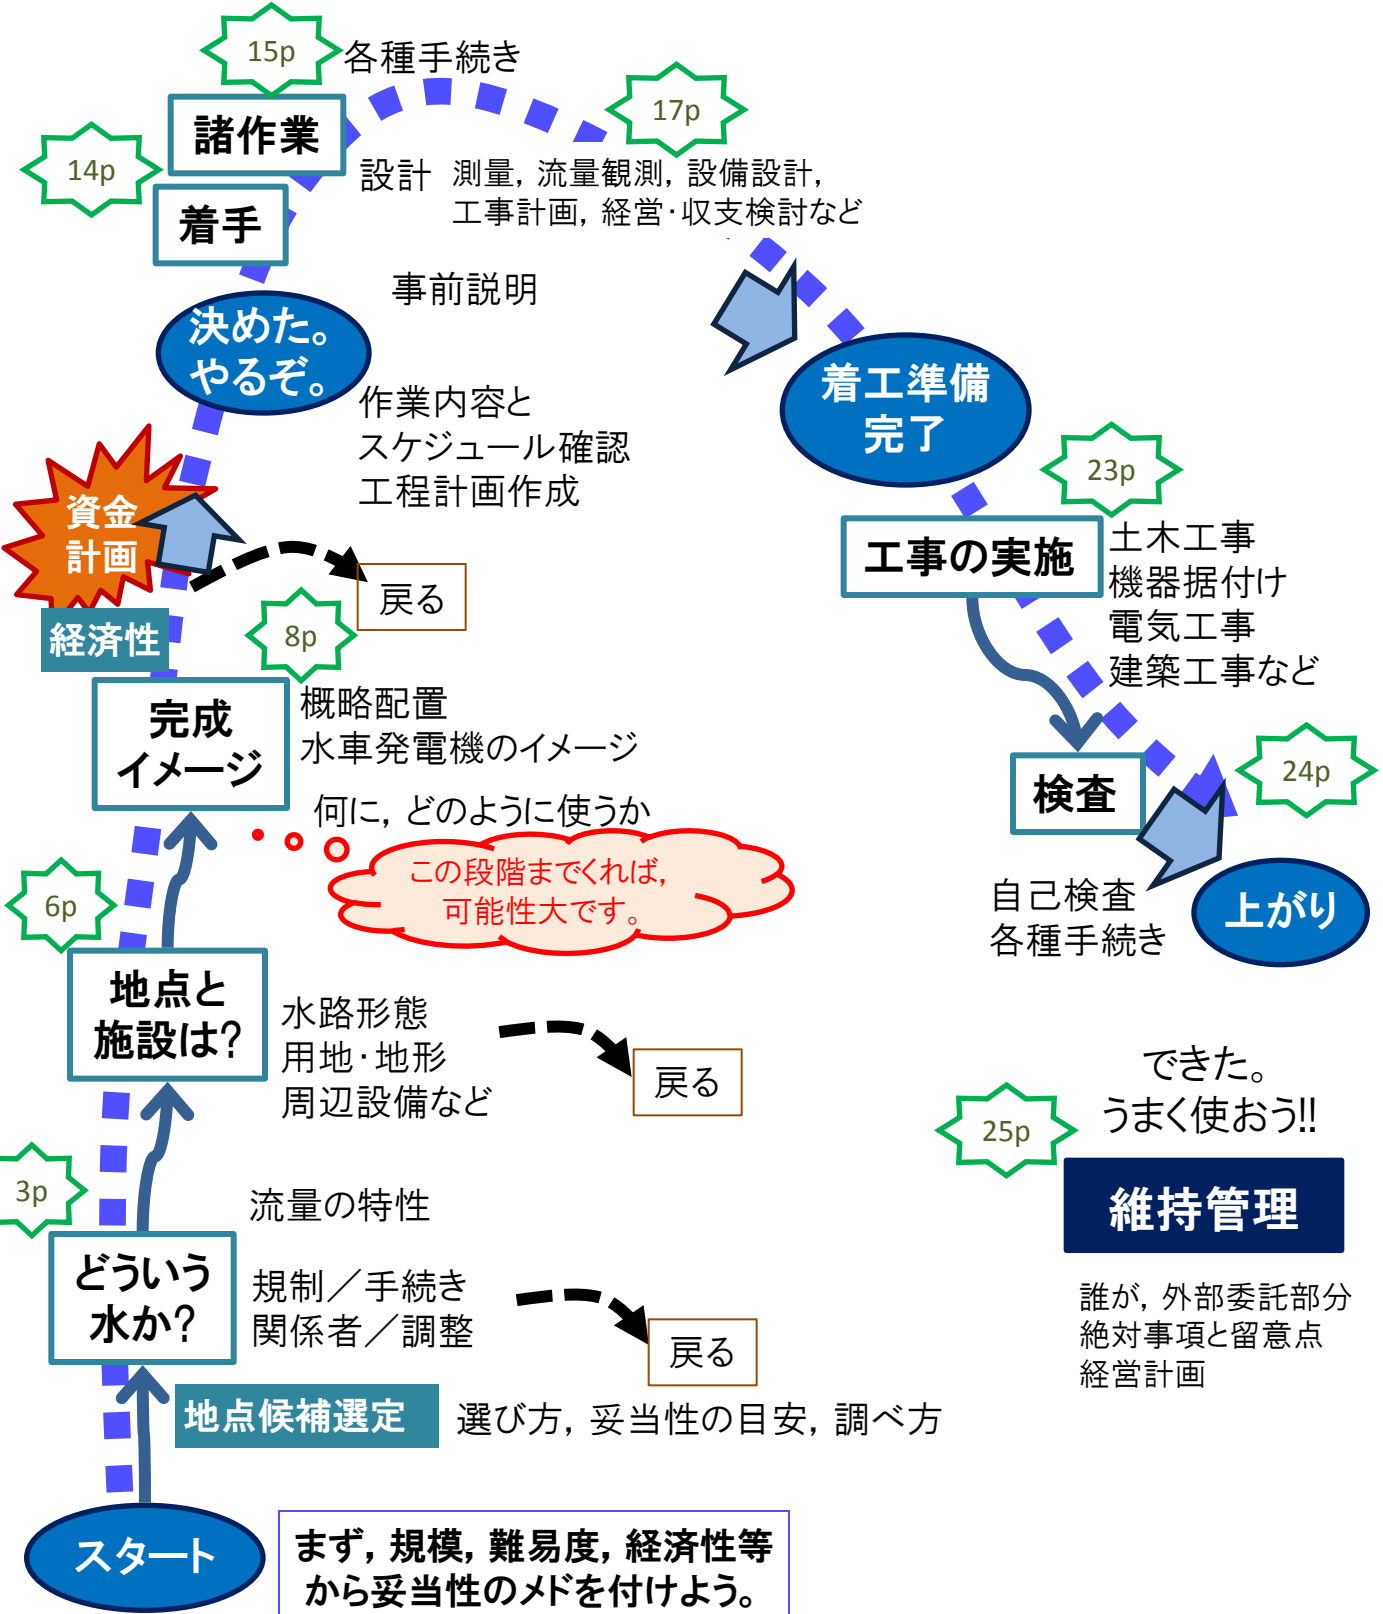 15p
各種手続き
17p
諸作業
14p
設計
測量，流量観測，設備設計，
工事計画，経営・収支検討など
着手
事前説明
決めた。
やるぞ。
作業内容と
スケジュール確認
工程計画作成
資金
計画
戻る
経済性
8p
完成
イメージ
概略配置
水車発電機のイメージ
何に，どのように使うか
この段階までくれば，
可能性大です。
6p
地点と
施設は？
水路形態
用地・地形
周辺設備など
戻る
3p
流量の特性
どういう
水か？
規制／手続き
関係者／調整
戻る
地点候補選定
選び方，妥当性の目安，調べ方
スタート
まず，規模，難易度，経済性等
から妥当性のメドを付けよう。
着工準備
完了
23p
工事の実施
土木工事
機器据付け
電気工事
建築工事など
検査
24p
自己検査
各種手続き
上がり
できた。
うまく使おう!!
25p
維持管理
誰が，外部委託部分
絶対事項と留意点
経営計画